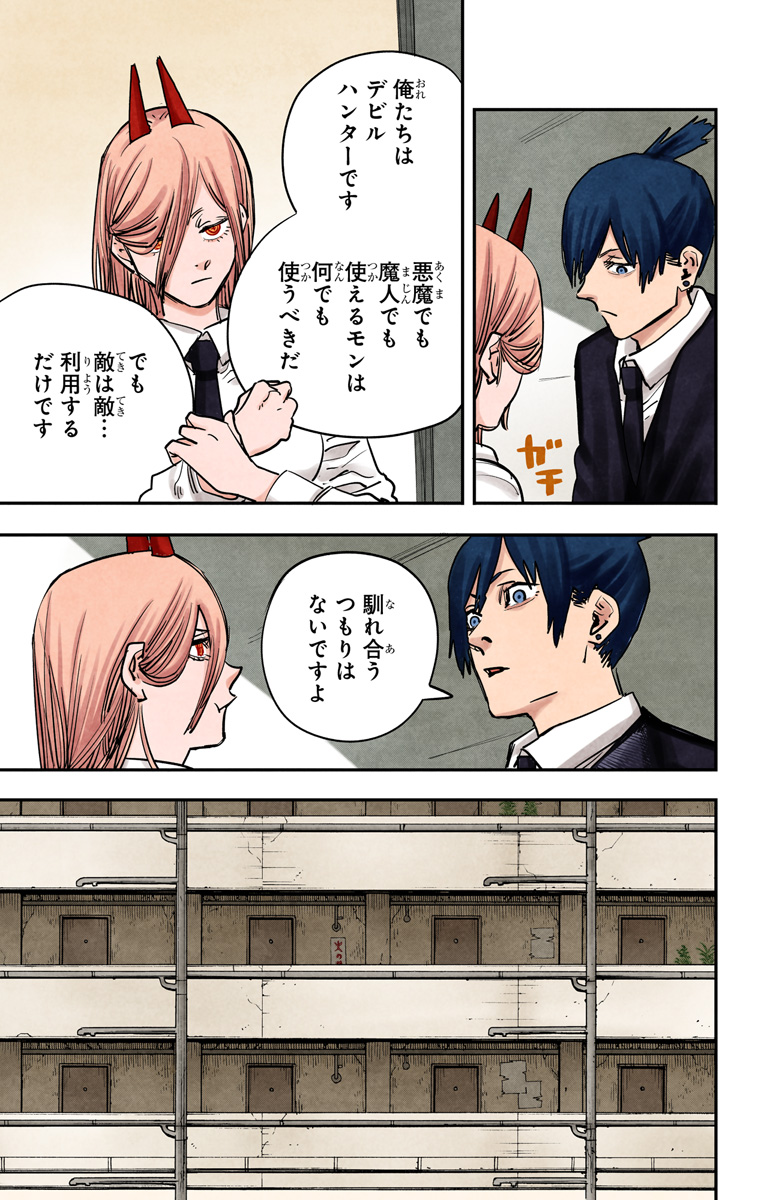 ガチ
俺たちは
デビル
ハンターです
悪魔でも
魔人でも
使えるモンは
何でも
使うべきだ
でも
敵は敵…
利用する
だけです
馴れ合う
つもりは
ないですよ